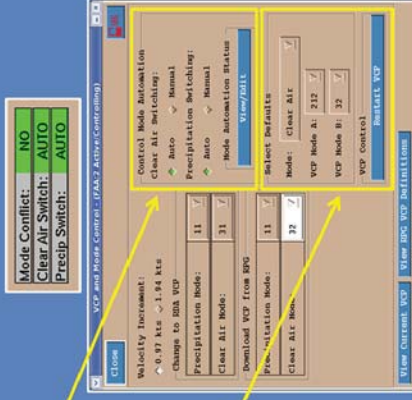 Mode Conflict: NO
Clear Air Switch: AUTO
Precip Switch: AUTO
VCP and Mode Control - (FAA:2 Active/Controlling)
Close
Velocity Increment:
0.97 kts 1.94 kts
Change to RDA VCP
Precipitation Mode: 11
Clear Air Mode: 31
Download VCP from RPG
Precipitation Mode: 11
Clear Air Mode: 32
Control Mode Automation
Clear Air Switching:
Auto Manual
Precipitation Switching:
Auto Manual
Mode Automation Status
View/Edit
Select Defaults
Mode: Clear Air
VCP Mode A: 212
VCP Mode B: 32
VCP Control
Restart VCP
View Current VCP
View RPG VCP Definitions